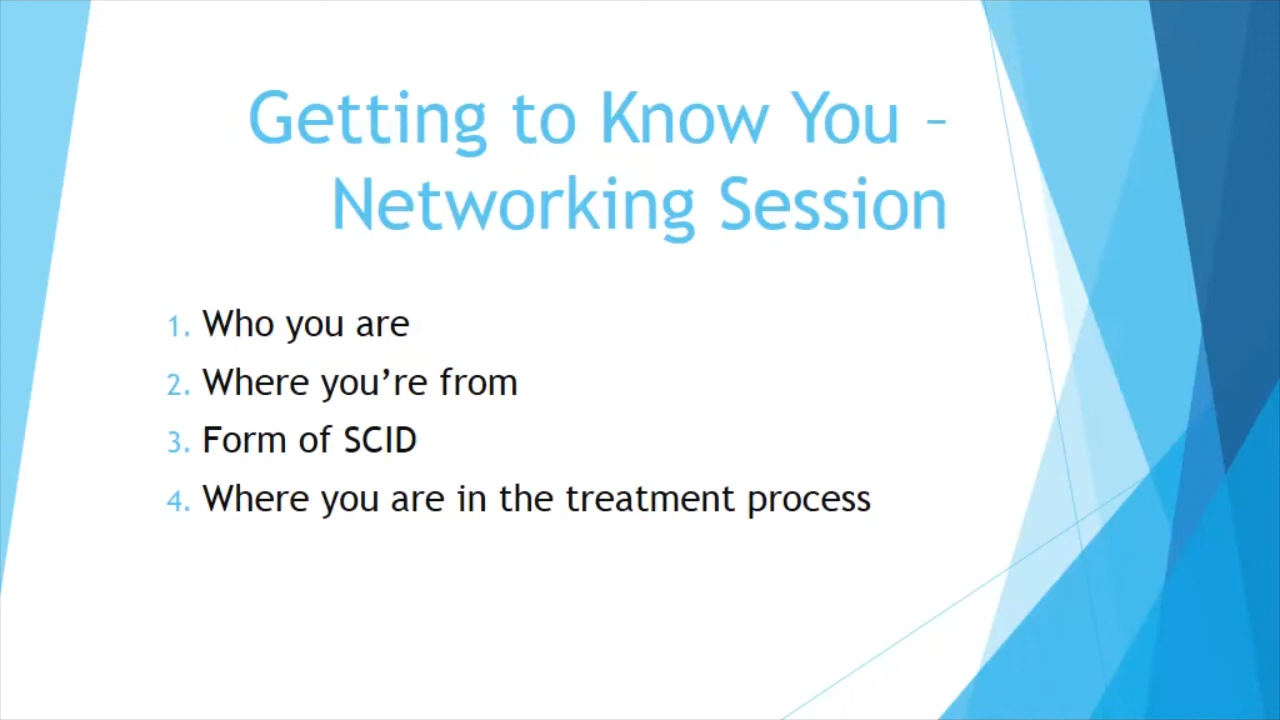 Getting to Know You –
Networking Session
1. Who you are
2. Where you’re from
3. Form of SCID
4. Where you are in the treatment process